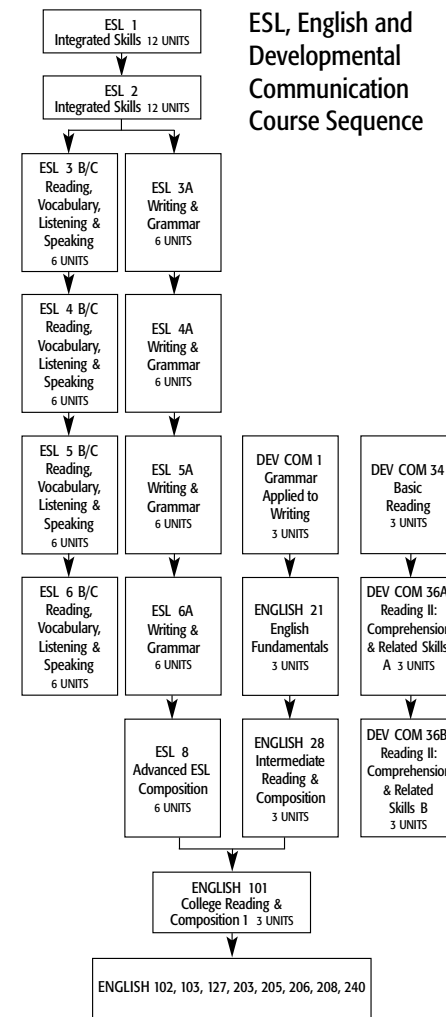 ESL, English and
Developmental
Communication
Course Sequence
ESL 1
Integrated Skills 12 UNITS
ESL 2
Integrated Skills 12 UNITS
ESL 3 B/C
Reading,
Vocabulary,
Listening &
Speaking
6 UNITS
ESL 3A
Writing &
Grammar
6 UNITS
ESL 4 B/C
Reading,
Vocabulary,
Listening &
Speaking
6 UNITS
ESL 4A
Writing &
Grammar
6 UNITS
ESL 5 B/C
Reading,
Vocabulary,
Listening &
Speaking
6 UNITS
ESL 5A
Writing &
Grammar
6 UNITS
DEV COM 1
Grammar
Applied to
Writing
3 UNITS
DEV COM 34
Basic
Reading
3 UNITS
ESL 6 B/C
Reading,
Vocabulary,
Listening &
Speaking
6 UNITS
ESL 6A
Writing &
Grammar
6 UNITS
ENGLISH 21
English
Fundamentals
3 UNITS
DEV COM 36A
Reading II:
Comprehension
& Related Skills
A 3 UNITS
ESL 8
Advanced ESL
Composition
6 UNITS
ENGLISH 28
Intermediate
Reading &
Composition
3 UNITS
DEV COM 36B
Reading II:
Comprehension
& Related
Skills B
3 UNITS
ENGLISH 101
College Reading &
Composition 1 3 UNITS
ENGLISH 102, 103, 127, 203, 205, 206, 208, 240